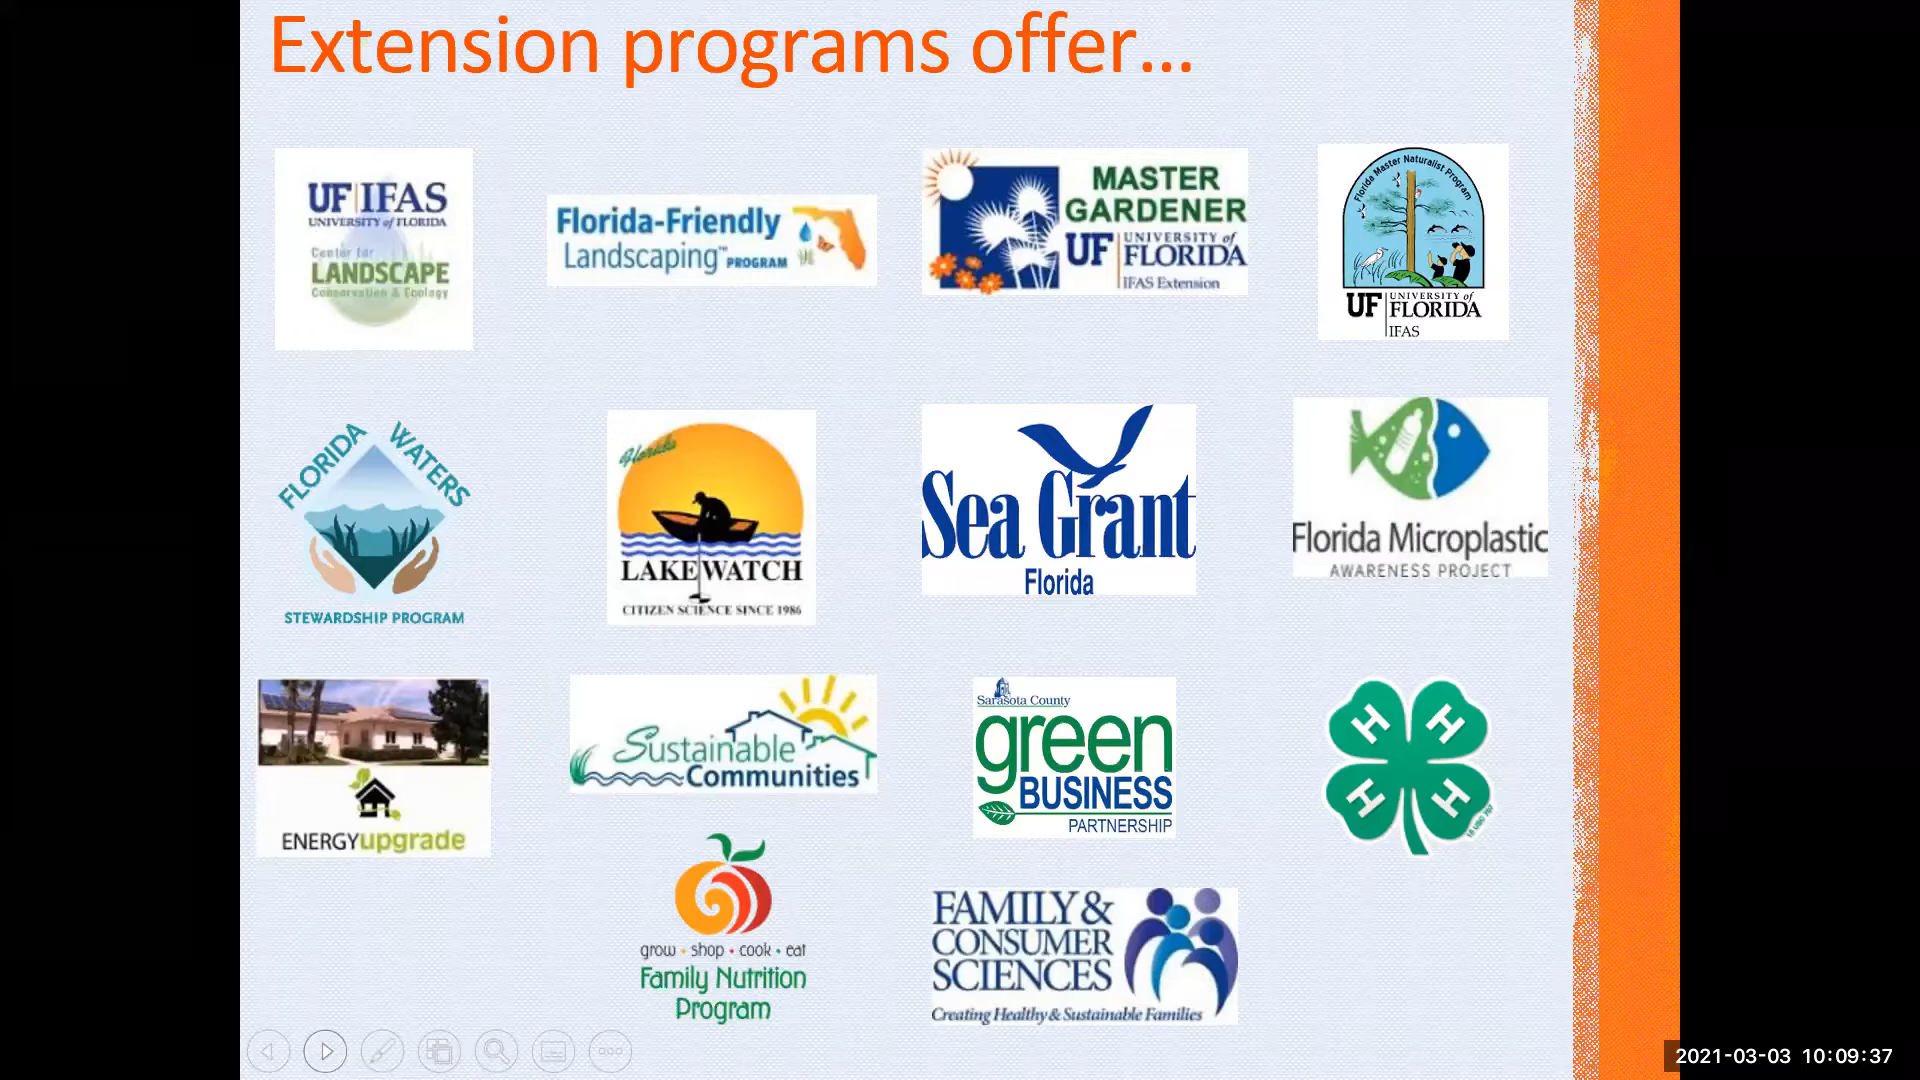 Extension programs offer...
UF|IFAS
UNIVERSITY of FLORIDA
Center for
LANDSCAPE
Conservation & Ecology
Florida-Friendly
Landscaping™ PROGRAM
MASTER
GARDENER
UF UNIVERSITY of
FLORIDA
IFAS Extension
Florida Master Naturalist Program
UF UNIVERSITY of
FLORIDA
IFAS
FLORIDA WATERS
STEWARDSHIP PROGRAM
Florida
LAKEWATCH
CITIZEN SCIENCE SINCE 1986
Sea Grant
Florida
Florida Microplastic
AWARENESS PROJECT
ENERGYupgrade
Sustainable
Communities
Sarasota County
green
BUSINESS
PARTNERSHIP
H H
H H
18 USC 707
grow • shop • cook • eat
Family Nutrition
Program
FAMILY &
CONSUMER
SCIENCES
Creating Healthy & Sustainable Families
2021-03-03 10:09:37